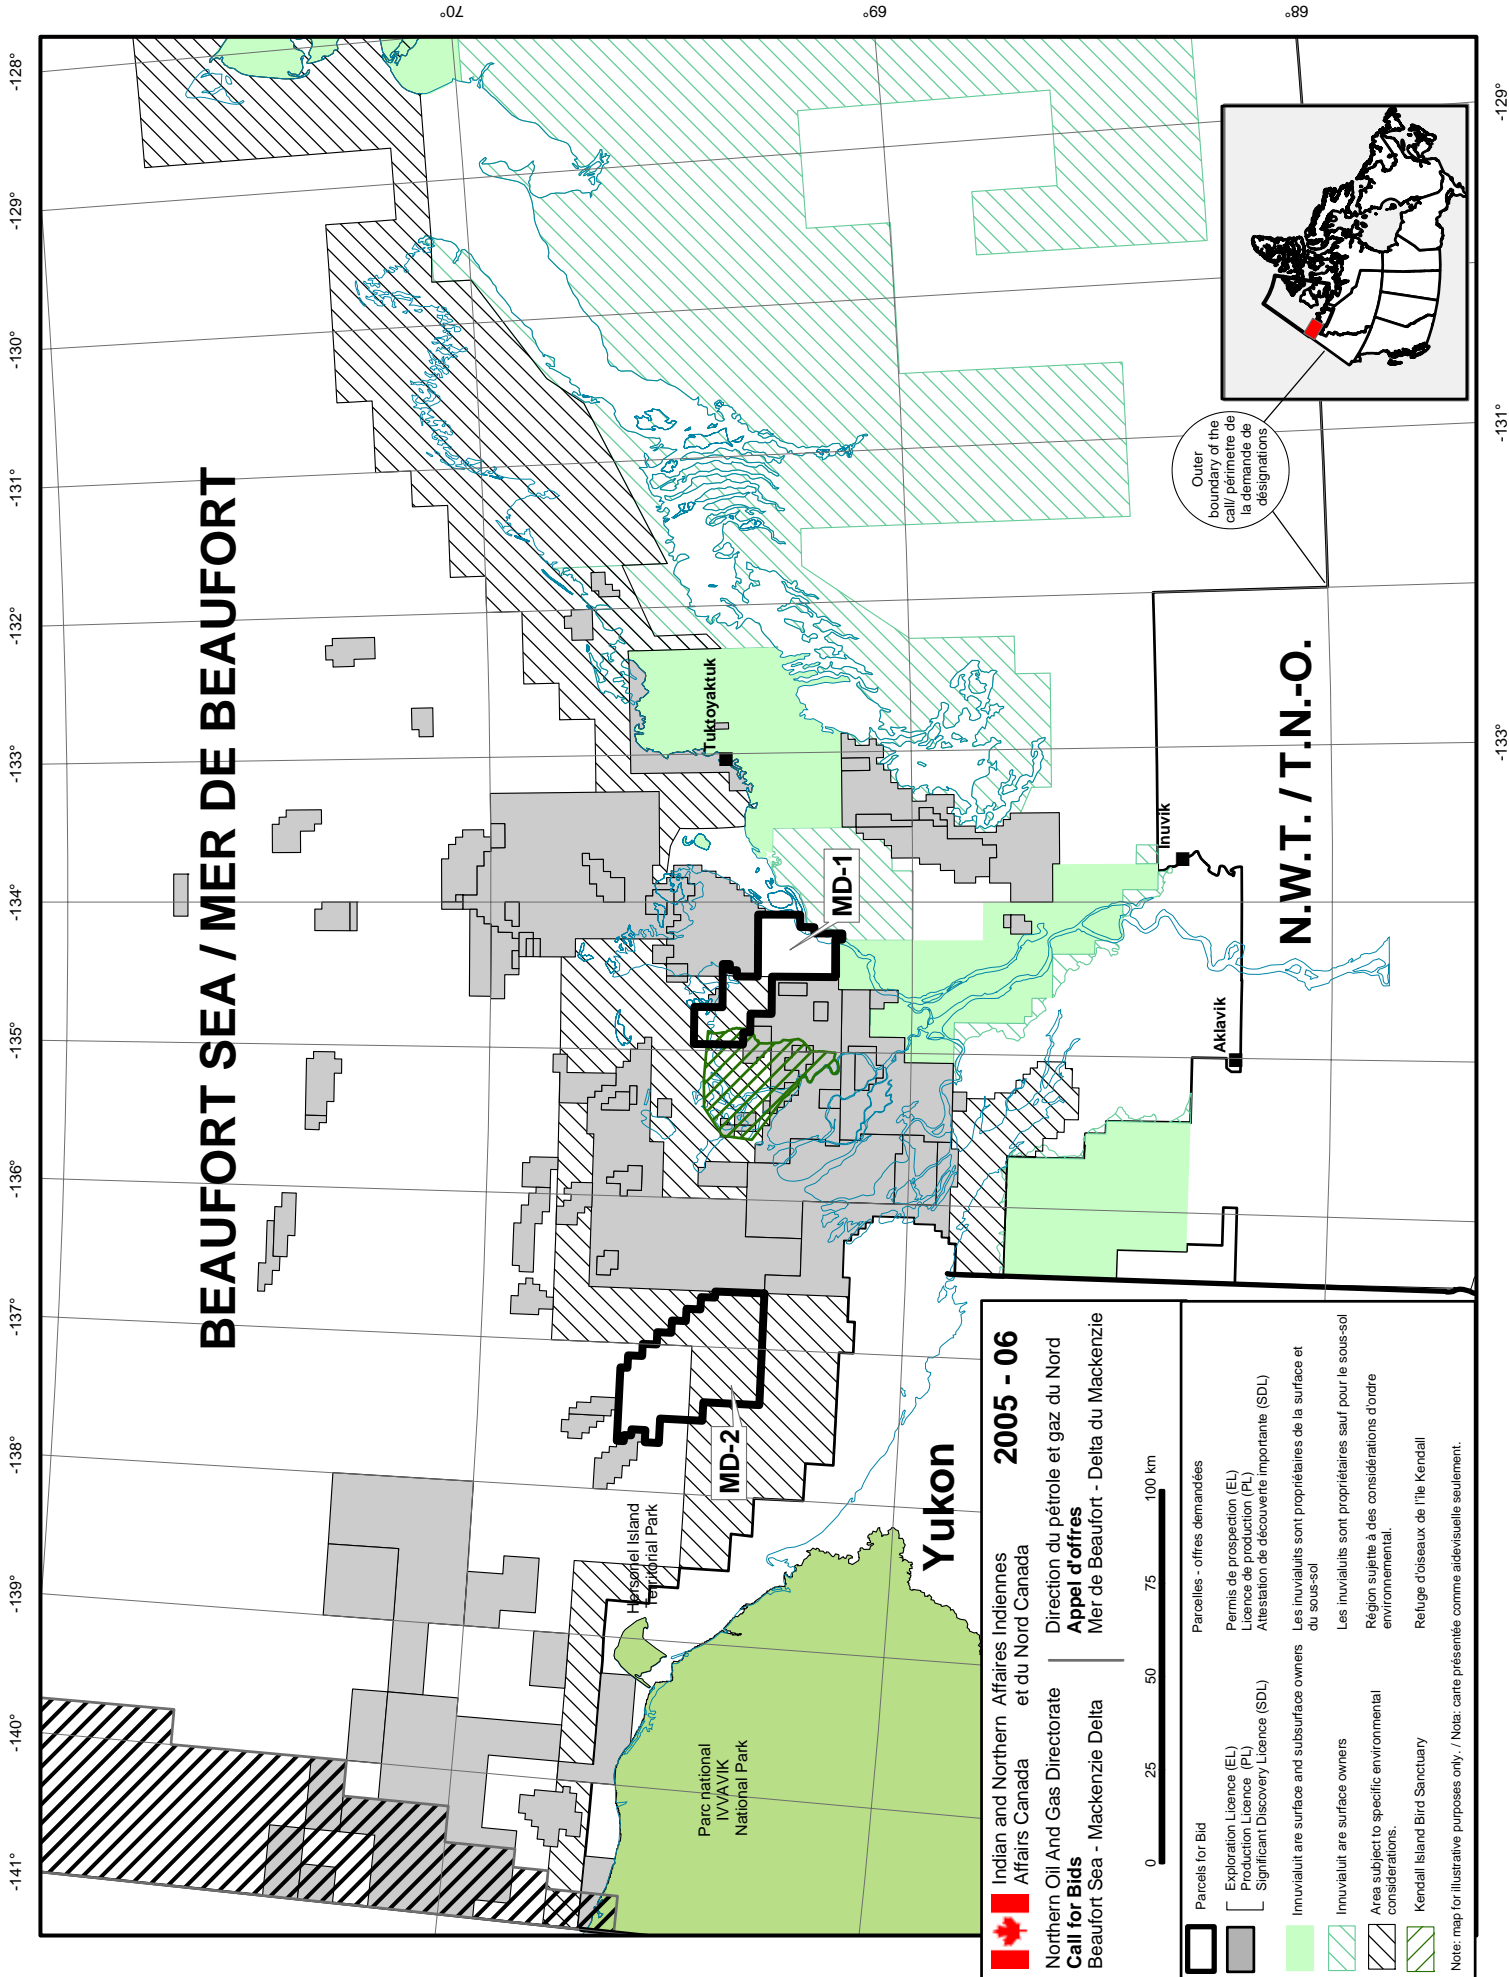 -141°
-140°
-139°
-138°
-137°
-136°
-135°
-134°
-133°
-132°
-131°
-130°
-129°
-128°
70°
69°
68°
-133°
-131°
-129°
BEAUFORT SEA / MER DE BEAUFORT
Tuktoyaktuk
MD-1
MD-2
Herschel Island
Territorial Park
Parc national
IVVAVIK
National Park
Yukon
Inuvik
Aklavik
N.W.T. / T.N.-O.
Outer
boundary of the
call/ périmetre de
la demande de
désignations
Indian and Northern
Affairs Canada
Affaires Indiennes
et du Nord Canada
2005 - 06
Northern Oil And Gas Directorate
Call for Bids
Beaufort Sea - Mackenzie Delta
Direction du pétrole et gaz du Nord
Appel d'offres
Mer de Beaufort - Delta du Mackenzie
0 25 50 75 100 km
Parcels for Bid
Parcelles - offres demandées
Exploration Licence (EL)
Production Licence (PL)
Significant Discovery Licence (SDL)
Permis de prospection (EL)
Licence de production (PL)
Attestation de découverte importante (SDL)
Innuvialuit are surface and subsurface owners
Les inuvialuits sont propriétaires de la surface et
du sous-sol
Innuvialuit are surface owners
Les inuvialuits sont propriétaires sauf pour le sous-sol
Area subject to specific environmental
considerations.
Région sujette à des considérations d'ordre
environnemental.
Kendall Island Bird Sanctuary
Refuge d'oiseaux de l'île Kendall
Note: map for illustrative purposes only. / Nota: carte présentée comme aidevisuelle seulement.